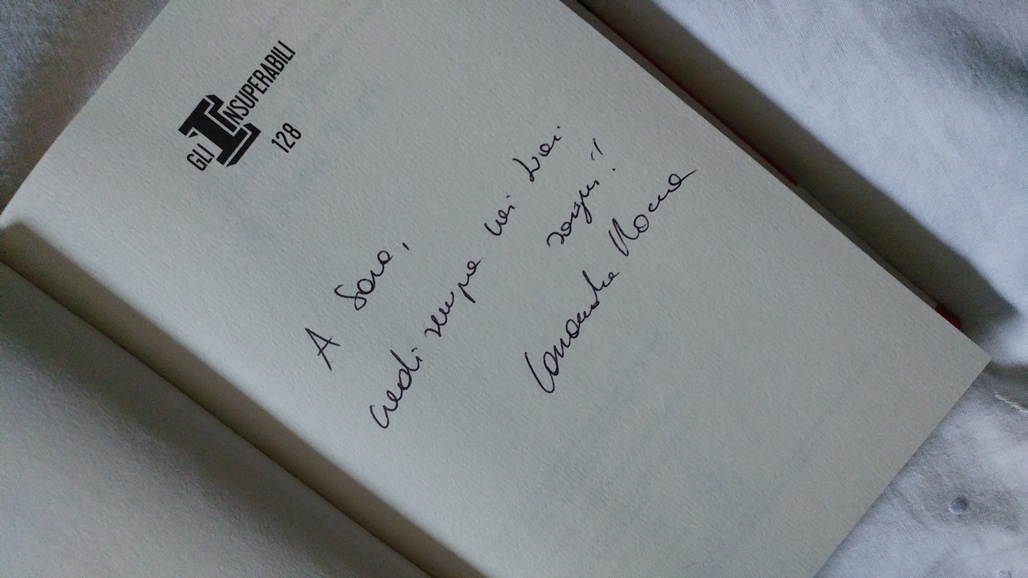 GLI INSUPERABILI
128
A Sara,
credi sempre nei tuoi
sogni!!